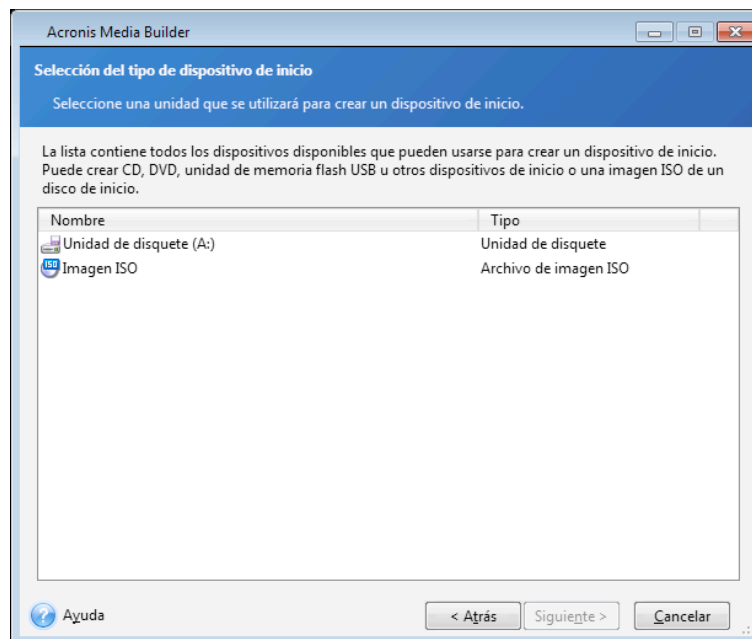 Acronis Media Builder
Selección del tipo de dispositivo de inicio
Seleccione una unidad que se utilizará para crear un dispositivo de inicio.
La lista contiene todos los dispositivos disponibles que pueden usarse para crear un dispositivo de inicio.
Puede crear CD, DVD, unidad de memoria flash USB u otros dispositivos de inicio o una imagen ISO de un
disco de inicio.
Nombre Tipo
Unidad de disquete (A:) Unidad de disquete
ISO Imagen ISO Archivo de imagen ISO
Ayuda < Atrás Siguiente > Cancelar